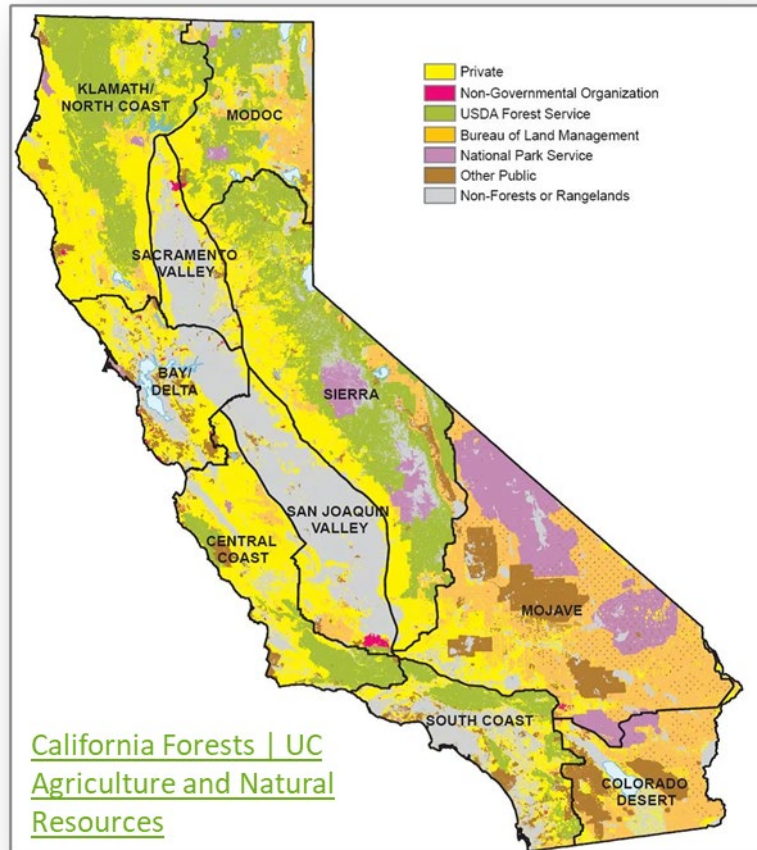 KLAMATH/
NORTH COAST
MODOC
Private
Non-Governmental Organization
USDA Forest Service
Bureau of Land Management
National Park Service
Other Public
Non-Forests or Rangelands
SACRAMENTO
VALLEY
BAY/
DELTA
SIERRA
SAN JOAQUIN
VALLEY
CENTRAL
COAST
MOJAVE
SOUTH COAST
COLORADO
DESERT
California Forests | UC
Agriculture and Natural
Resources